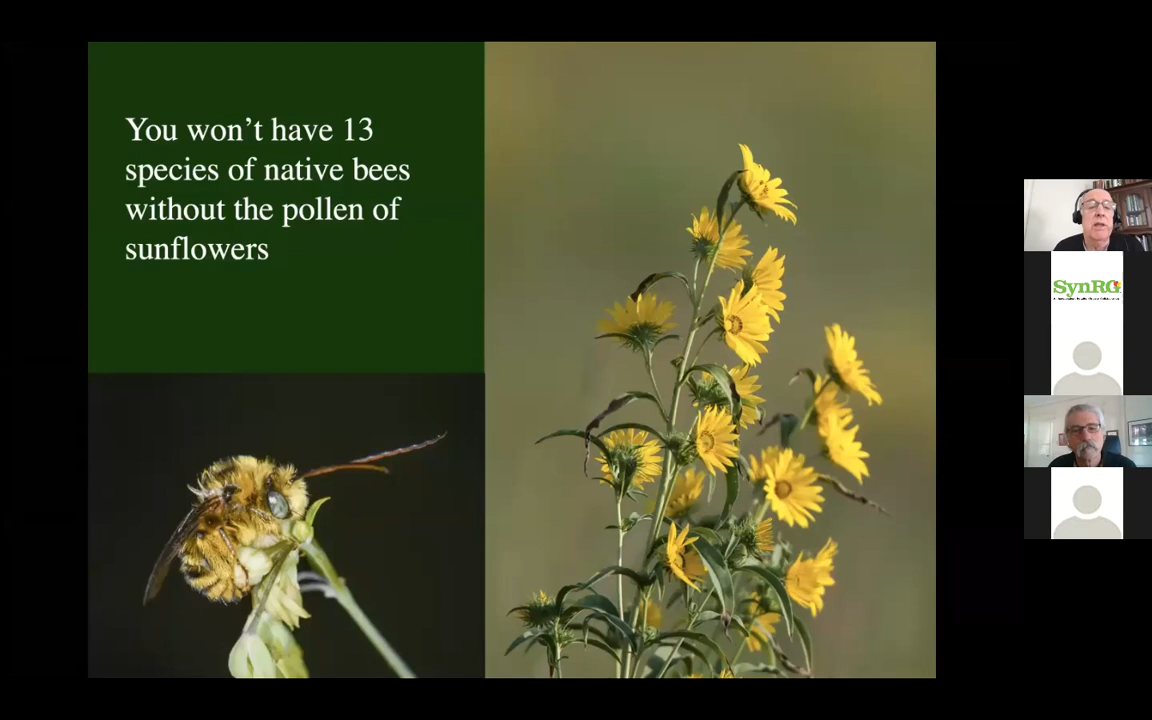 You won’t have 13
species of native bees
without the pollen of
sunflowers
SynRG